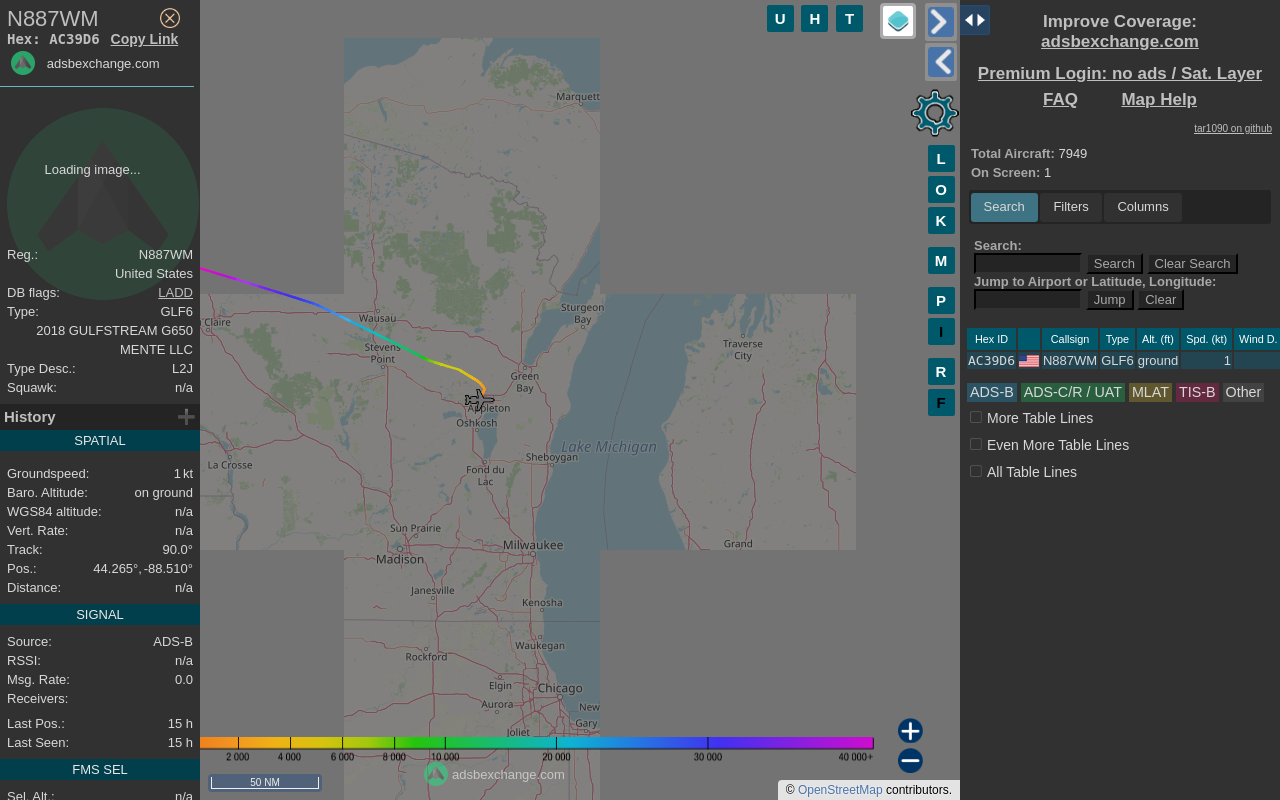 N887WM
Hex: AC39D6 Copy Link
adsbexchange.com
Loading image...
Reg.: N887WM
United States
DB flags: LADD
Type: GLF6
2018 GULFSTREAM G650
MENTE LLC
Type Desc.: L2J
Squawk: n/a
History
SPATIAL
Groundspeed: 1 kt
Baro. Altitude: on ground
WGS84 altitude: n/a
Vert. Rate: n/a
Track: 90.0°
Pos.: 44.265°, -88.510°
Distance: n/a
SIGNAL
Source: ADS-B
RSSI: n/a
Msg. Rate: 0.0
Receivers:
Last Pos.: 15 h
Last Seen: 15 h
FMS SEL
Sel. Alt.: n/a
U H T
L
O
K
M
P
I
R
F
Marquett
Claire
Wausau
Stevens
Point
Sturgeon
Bay
Green
Bay
Traverse
City
Appleton
Oshkosh
La Crosse
Lake Michigan
Fond du
Lac
Sheboygan
Sun Prairie
Madison
Milwaukee
Grand
Janesville
Kenosha
Waukegan
Rockford
Elgin
Chicago
Aurora
New
Gary
Joliet
2 000 4 000 6 000 8 000 10 000 20 000 30 000 40 000+
adsbexchange.com
50 NM
© OpenStreetMap contributors.
Improve Coverage:
adsbexchange.com
Premium Login: no ads / Sat. Layer
FAQ Map Help
tar1090 on github
Total Aircraft: 7949
On Screen: 1
Search Filters Columns
Search:
Search Clear Search
Jump to Airport or Latitude, Longitude:
Jump Clear
Hex ID Callsign Type Alt. (ft) Spd. (kt) Wind D.
AC39D6 N887WM GLF6 ground 1
ADS-B ADS-C/R / UAT MLAT TIS-B Other
More Table Lines
Even More Table Lines
All Table Lines